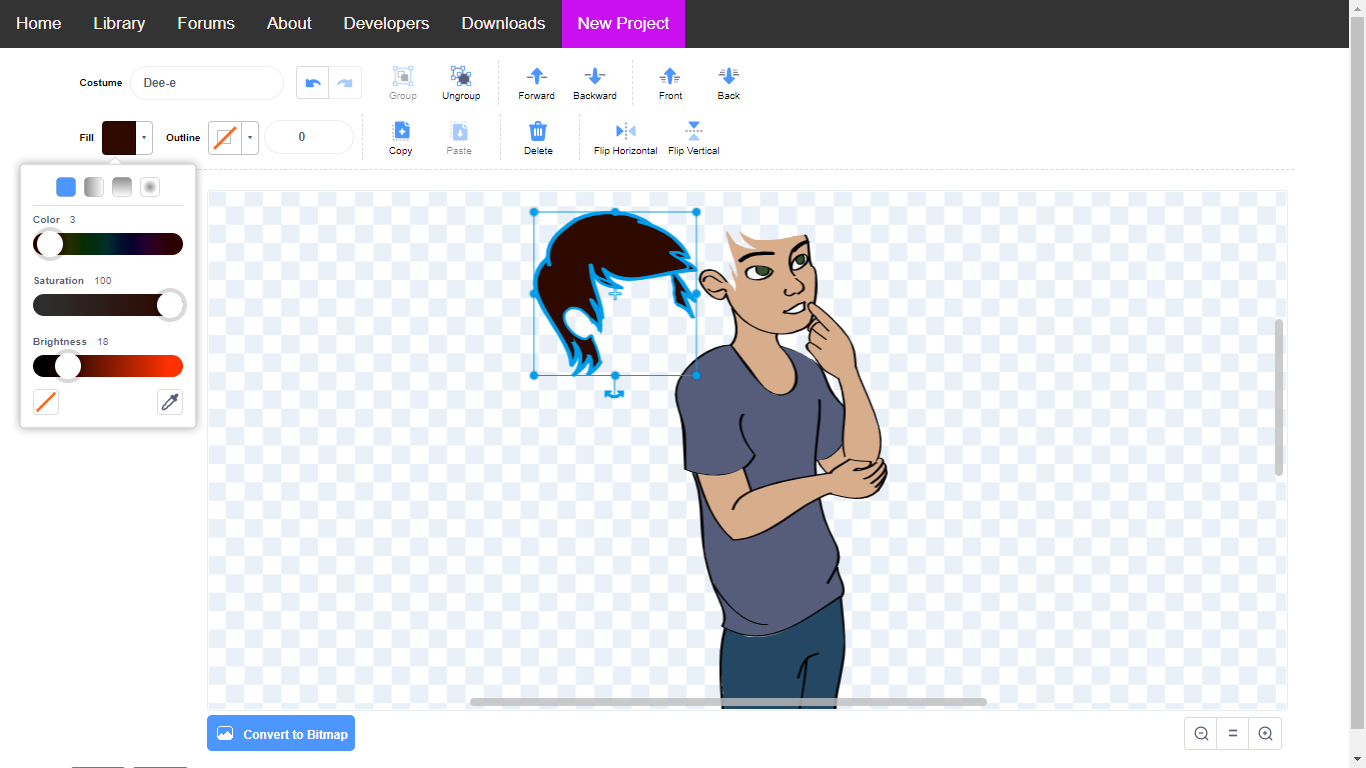 Home Library Forums About Developers Downloads New Project
Costume Dee-e Group Ungroup Forward Backward Front Back
Fill Outline 0 Copy Paste Delete Flip Horizontal Flip Vertical
Color 3
Saturation 100
Brightness 18
Convert to Bitmap